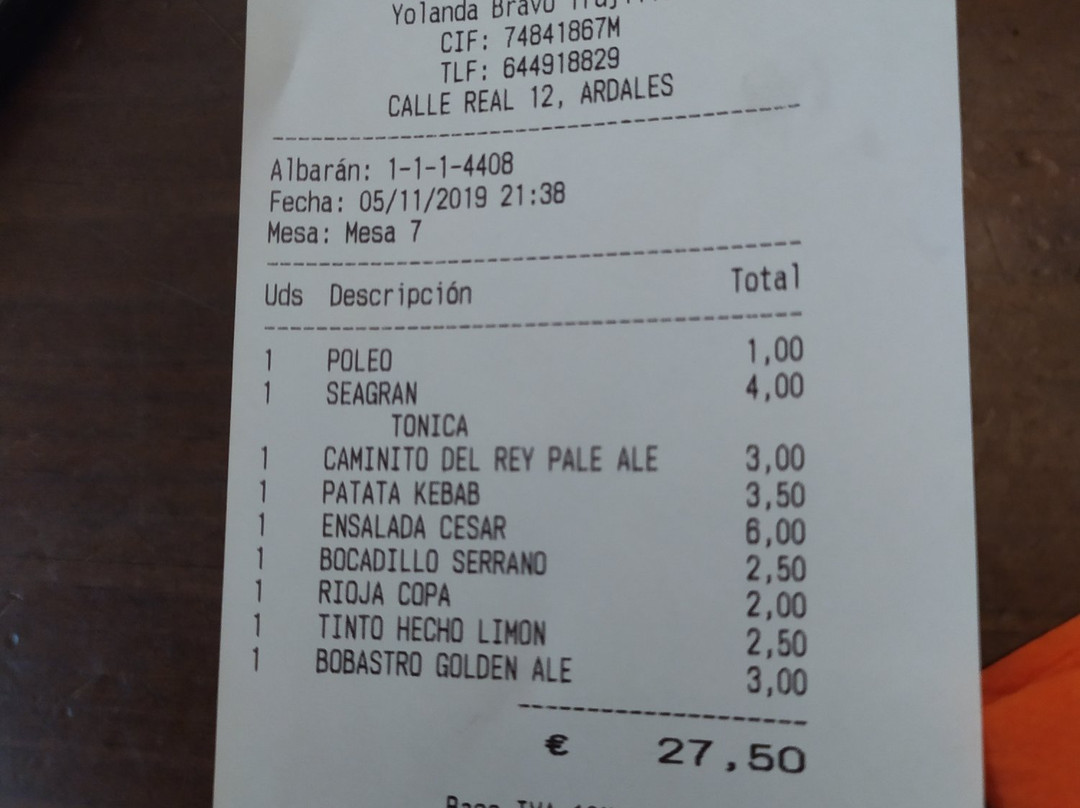 Yolanda Bravo
CIF: 74841867M
TLF: 644918829
CALLE REAL 12, ARDALES
Albarán: 1-1-1-4408
Fecha: 05/11/2019 21:38
Mesa: Mesa 7
Uds Descripción Total
1 POLEO 1,00
1 SEAGRAN 4,00
TONICA
1 CAMINITO DEL REY PALE ALE 3,00
1 PATATA KEBAB 3,50
1 ENSALADA CESAR 6,00
1 BOCADILLO SERRANO 2,50
1 RIOJA COPA 2,00
1 TINTO HECHO LIMON 2,50
1 BOBASTRO GOLDEN ALE 3,00
€ 27,50